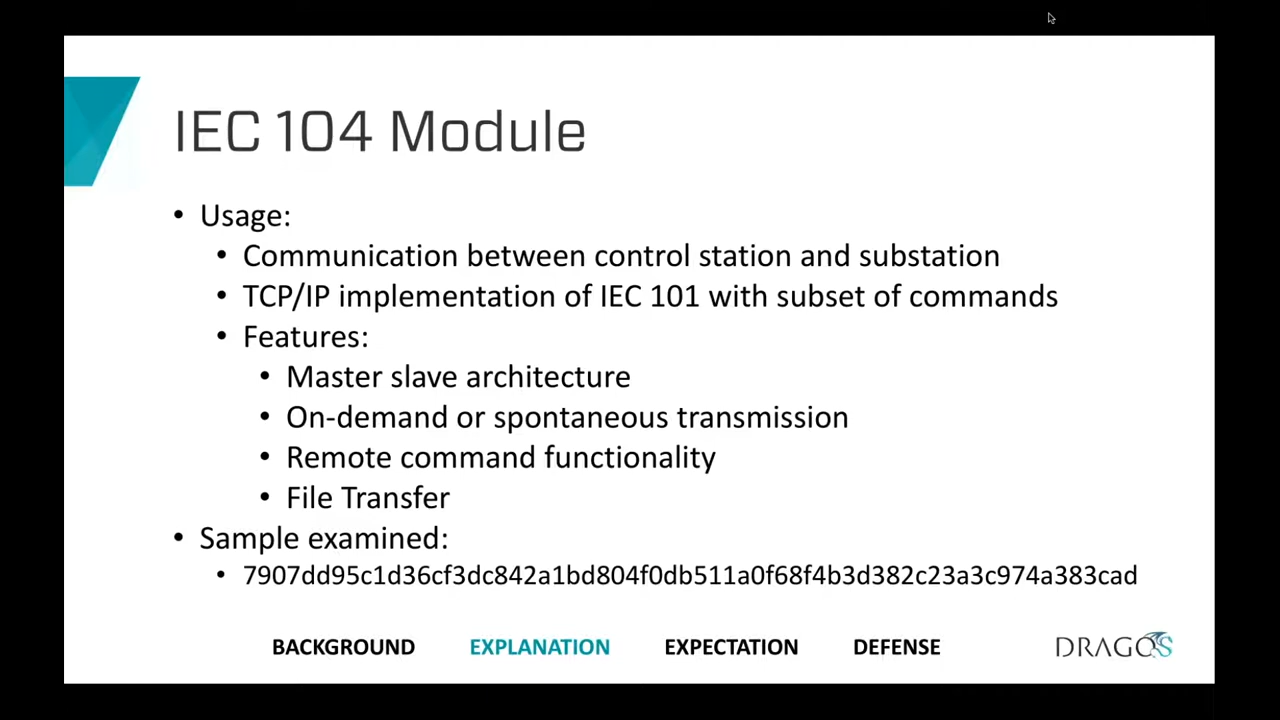 IEC 104 Module
• Usage:
• Communication between control station and substation
• TCP/IP implementation of IEC 101 with subset of commands
• Features:
• Master slave architecture
• On-demand or spontaneous transmission
• Remote command functionality
• File Transfer
• Sample examined:
• 7907dd95c1d36cf3dc842a1bd804f0db511a0f68f4b3d382c23a3c974a383cad
BACKGROUND EXPLANATION EXPECTATION DEFENSE DRAGOS